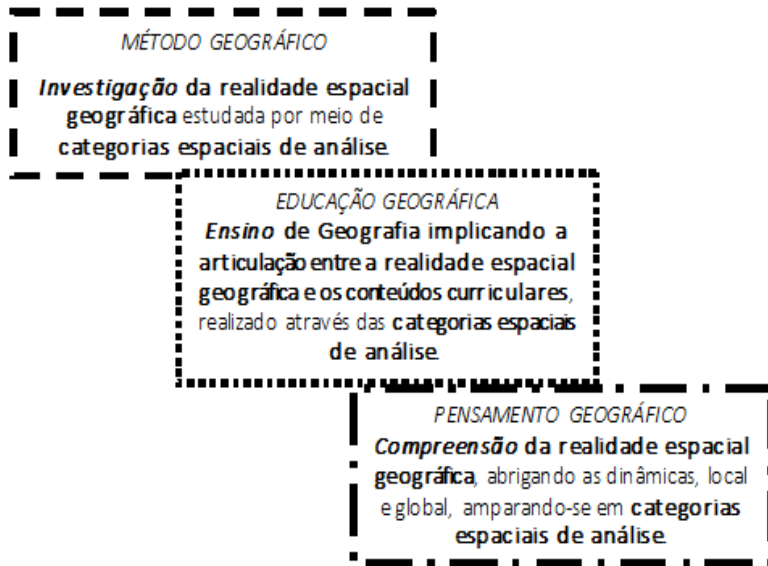 MÉTODO GEOGRÁFICO
Investigação da realidade espacial
geográfica estudada por meio de
categorias espaciais de análise.
EDUCAÇÃO GEOGRÁFICA
Ensino de Geografia implicando a
articulação entre a realidade espacial
geográfica e os conteúdos curriculares,
realizado através das categorias espaciais
de análise.
PENSAMENTO GEOGRÁFICO
Compreensão da realidade espacial
geográfica, abrigando as dinâmicas, local
e global, amparando-se em categorias
espaciais de análise.